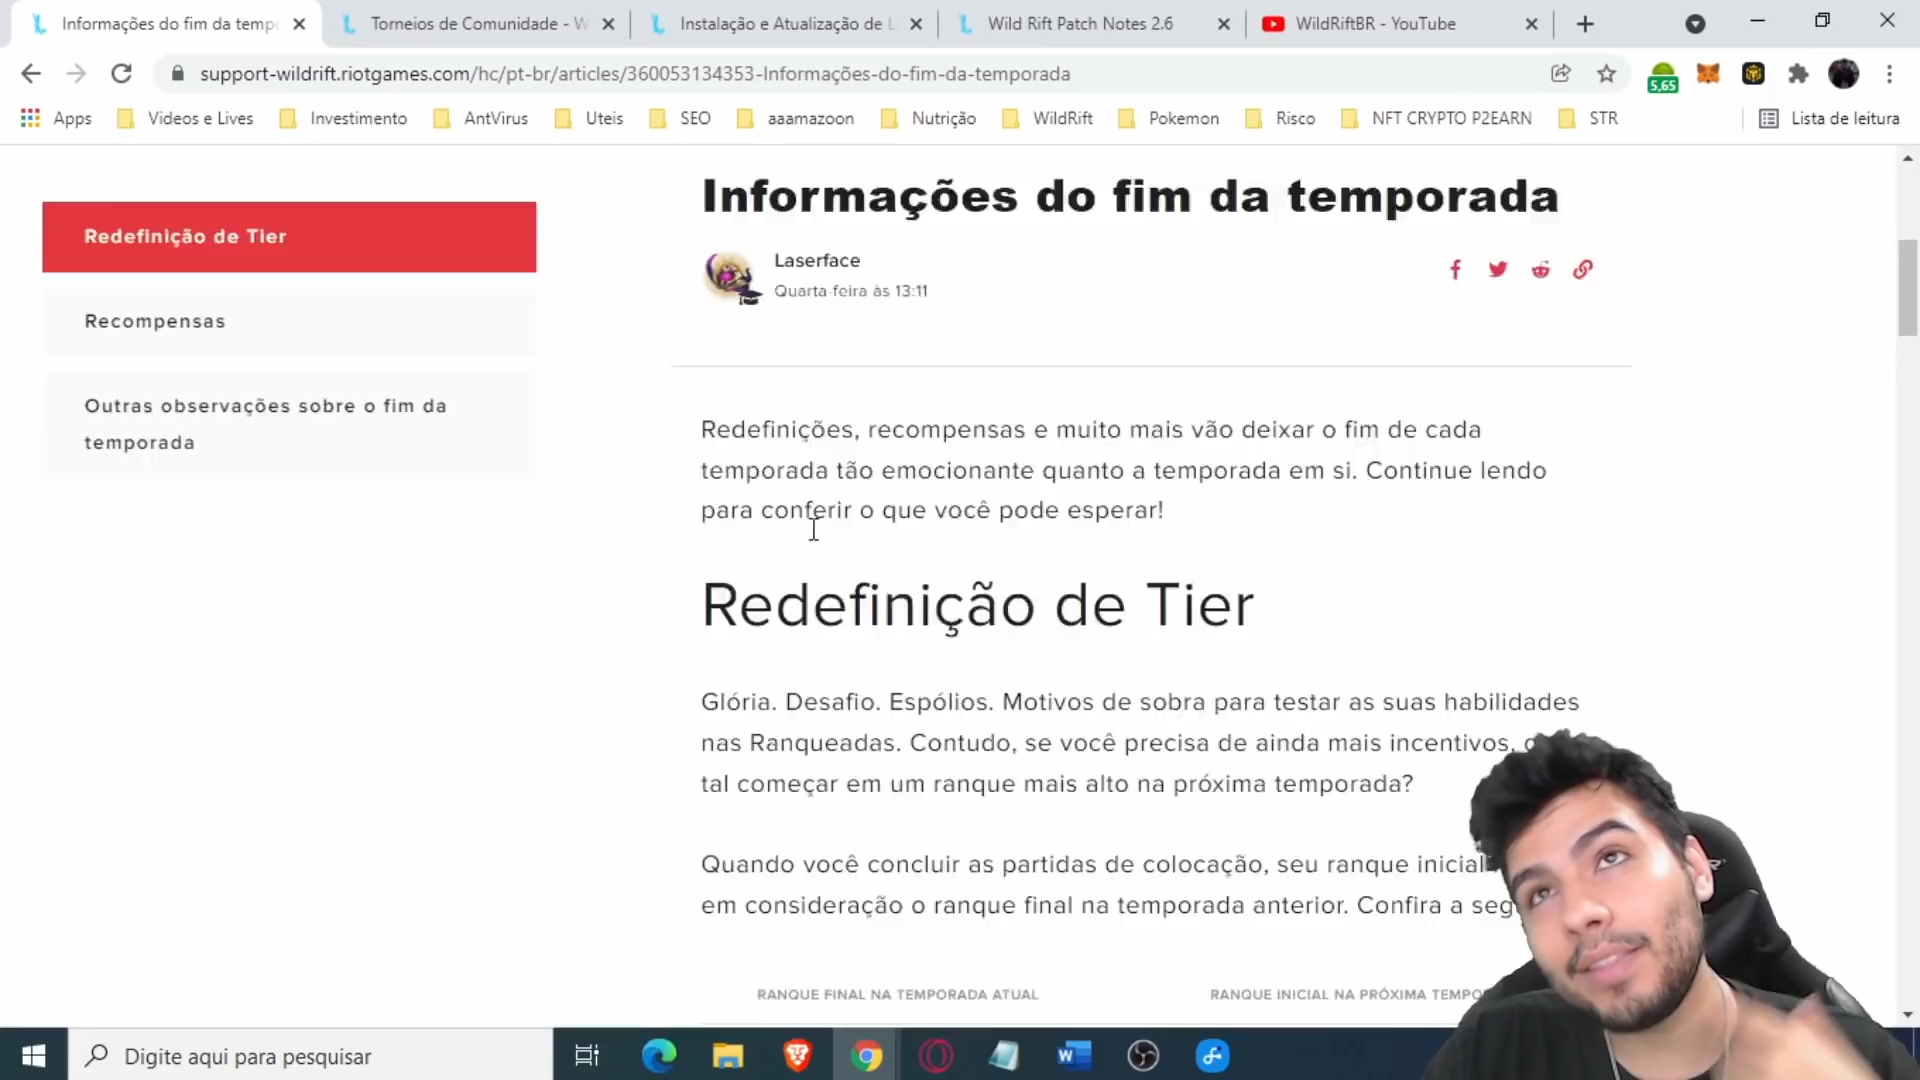 Informações do fim da tempo
Torneios de Comunidade - W
Instalação e Atualização de L
Wild Rift Patch Notes 2.6
WildRiftBR - YouTube
support-wildrift.riotgames.com/hc/pt-br/articles/360053134353-Informações-do-fim-da-temporada
5,65
Apps
Videos e Lives
Investimento
AntVirus
Uteis
SEO
aaamazoon
Nutrição
WildRift
Pokemon
Risco
NFT CRYPTO P2EARN
STR
Lista de leitura
Redefinição de Tier
Recompensas
Outras observações sobre o fim da
temporada
Informações do fim da temporada
Laserface
Quarta-feira às 13:11
Redefinições, recompensas e muito mais vão deixar o fim de cada
temporada tão emocionante quanto a temporada em si. Continue lendo
para conferir o que você pode esperar!
Redefinição de Tier
Glória. Desafio. Espólios. Motivos de sobra para testar as suas habilidades
nas Ranqueadas. Contudo, se você precisa de ainda mais incentivos,
tal começar em um ranque mais alto na próxima temporada?
Quando você concluir as partidas de colocação, seu ranque inicial
em consideração o ranque final na temporada anterior. Confira a seg
RANQUE FINAL NA TEMPORADA ATUAL
RANQUE INICIAL NA PRÓXIMA TEMPO
Digite aqui para pesquisar